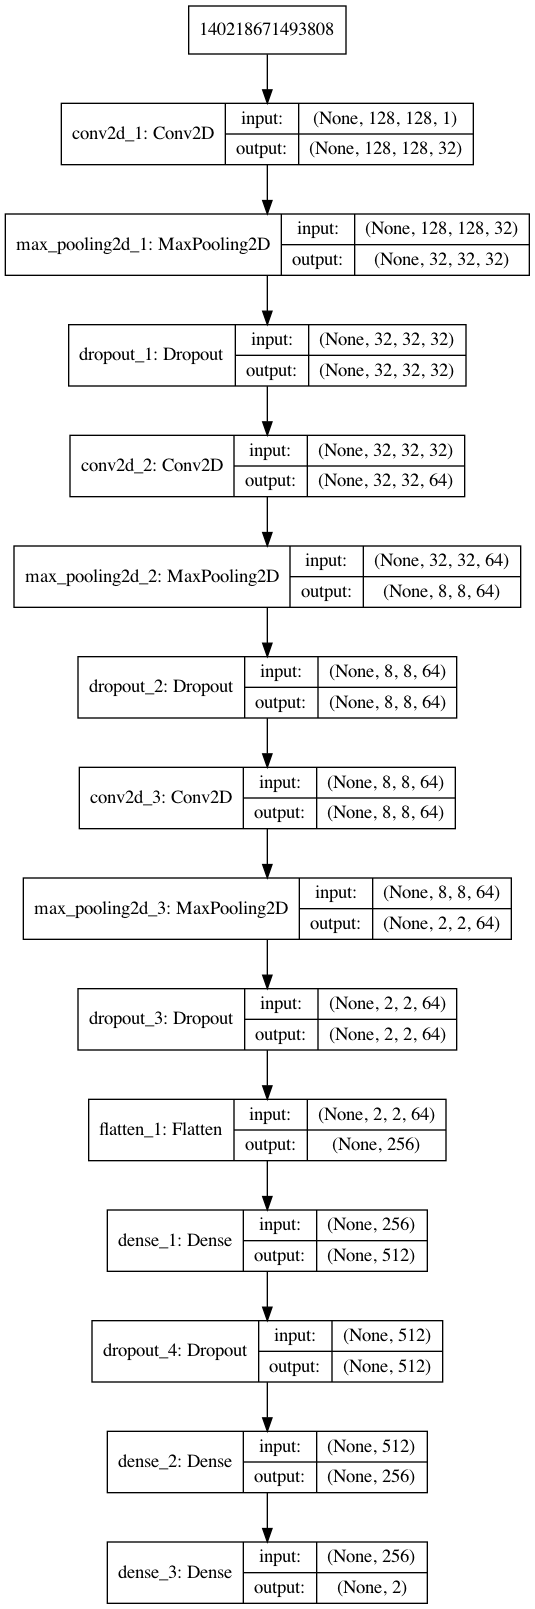 140218671493808
conv2d_1: Conv2D
input: (None, 128, 128, 1)
output: (None, 128, 128, 32)
max_pooling2d_1: MaxPooling2D
input: (None, 128, 128, 32)
output: (None, 32, 32, 32)
dropout_1: Dropout
input: (None, 32, 32, 32)
output: (None, 32, 32, 32)
conv2d_2: Conv2D
input: (None, 32, 32, 32)
output: (None, 32, 32, 64)
max_pooling2d_2: MaxPooling2D
input: (None, 32, 32, 64)
output: (None, 8, 8, 64)
dropout_2: Dropout
input: (None, 8, 8, 64)
output: (None, 8, 8, 64)
conv2d_3: Conv2D
input: (None, 8, 8, 64)
output: (None, 8, 8, 64)
max_pooling2d_3: MaxPooling2D
input: (None, 8, 8, 64)
output: (None, 2, 2, 64)
dropout_3: Dropout
input: (None, 2, 2, 64)
output: (None, 2, 2, 64)
flatten_1: Flatten
input: (None, 2, 2, 64)
output: (None, 256)
dense_1: Dense
input: (None, 256)
output: (None, 512)
dropout_4: Dropout
input: (None, 512)
output: (None, 512)
dense_2: Dense
input: (None, 512)
output: (None, 256)
dense_3: Dense
input: (None, 256)
output: (None, 2)